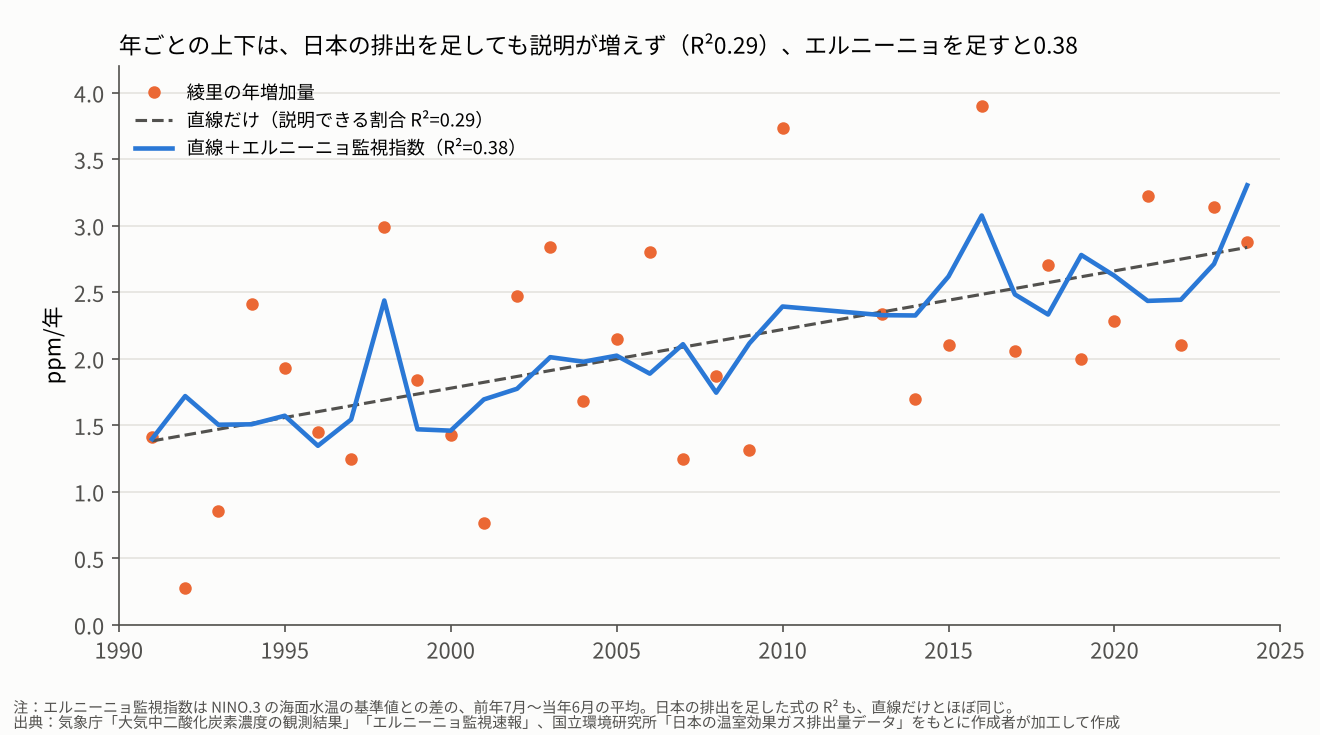 年ごとの上下は、日本の排出を足しても説明が増えず（R²0.29）、エルニーニョを足すと0.38
綾里の年増加量
直線だけ（説明できる割合 R²=0.29）
直線＋エルニーニョ監視指数（R²=0.38）
ppm/年
4.0
3.5
3.0
2.5
2.0
1.5
1.0
0.5
0.0
1990 1995 2000 2005 2010 2015 2020 2025
注：エルニーニョ監視指数は NINO.3 の海面水温の基準値との差の、前年7月～当年6月の平均。日本の排出を足した式の R² も、直線だけとほぼ同じ。
出典：気象庁「大気中二酸化炭素濃度の観測結果」「エルニーニョ監視速報」、国立環境研究所「日本の温室効果ガス排出量データ」をもとに作成者が加工して作成